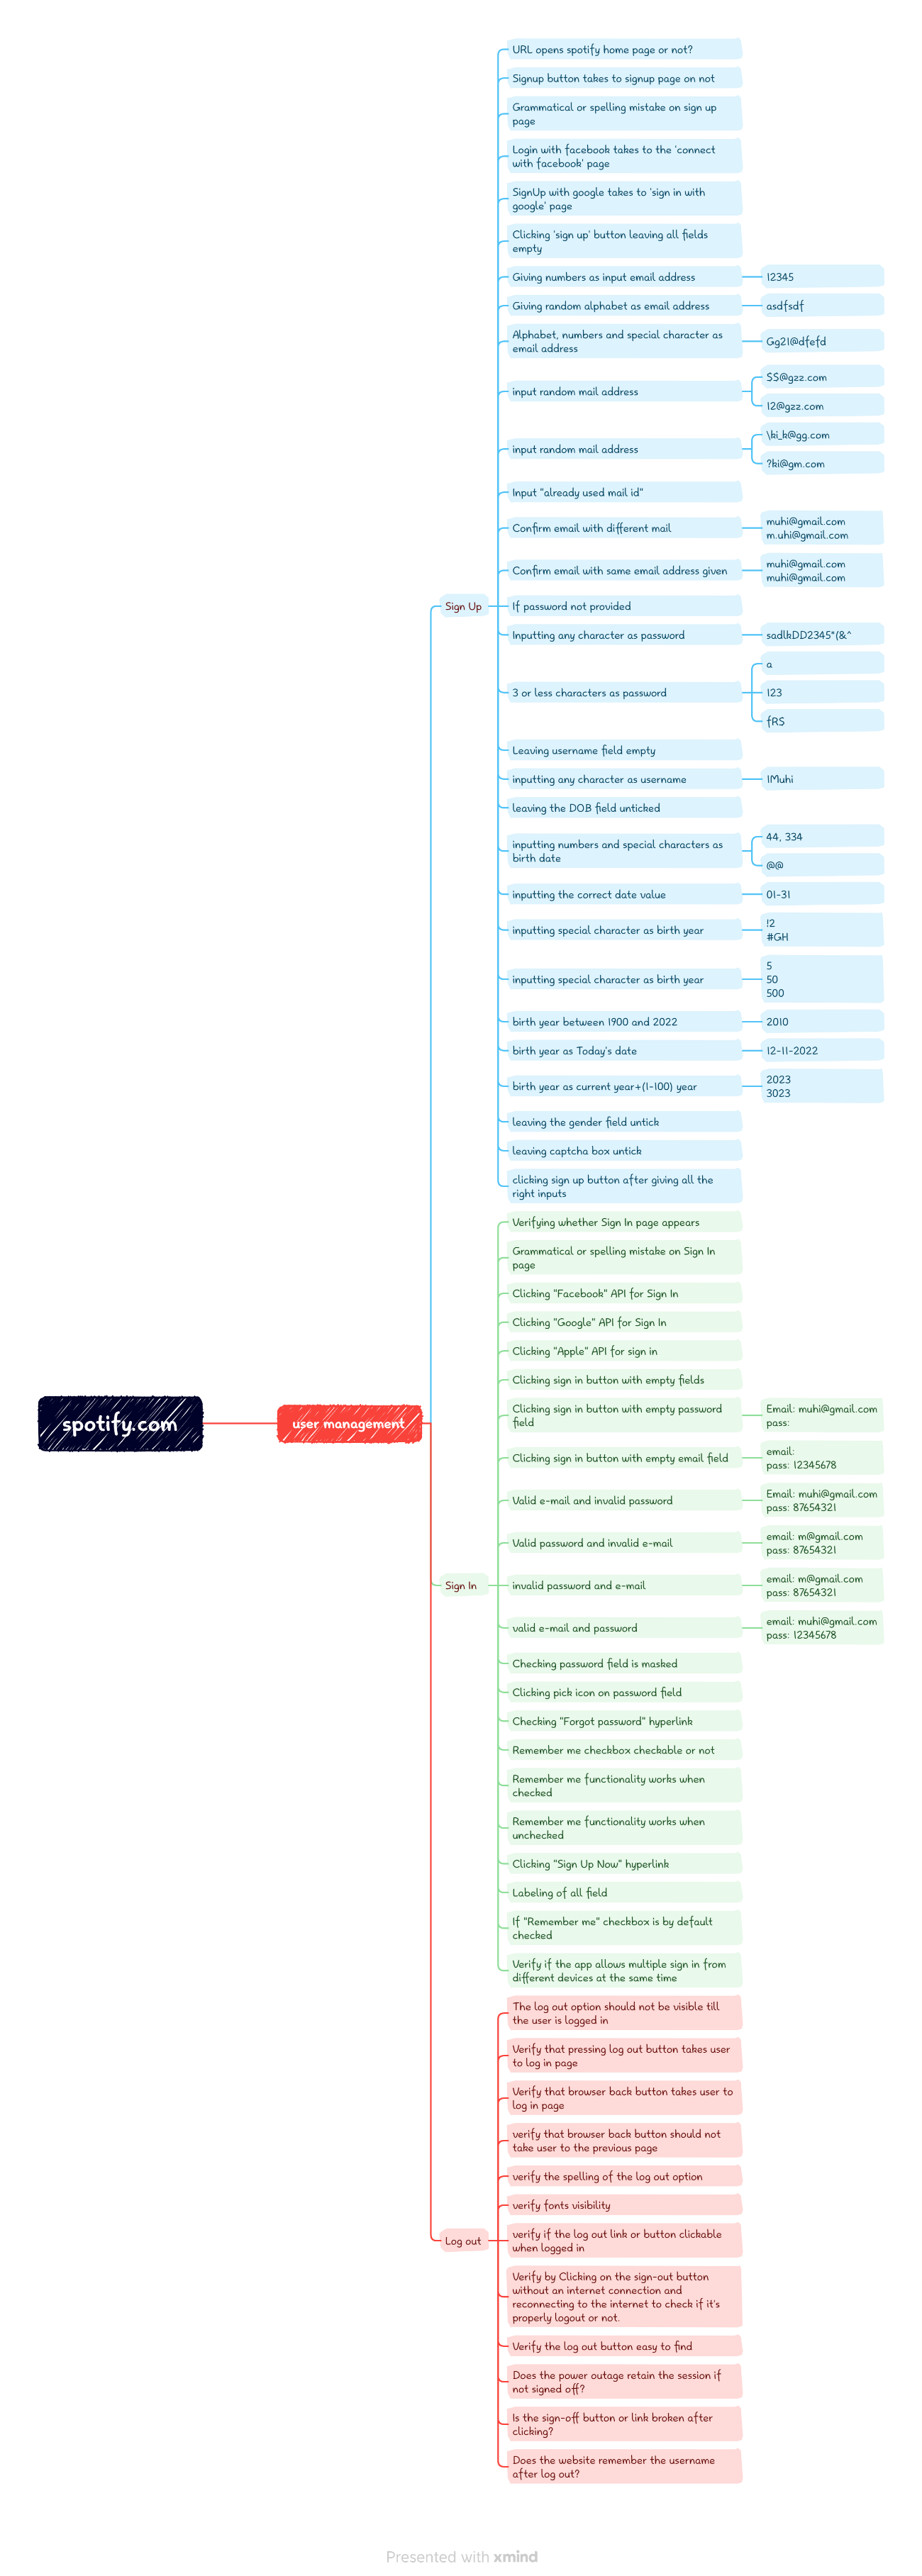 URL opens spotify home page or not?
Signup button takes to signup page on not
Grammatical or spelling mistake on sign up
page
Login with facebook takes to the 'connect
with facebook' page
SignUp with google takes to 'sign in with
google' page
Clicking 'sign up' button leaving all fields
empty
Giving numbers as input email address
12345
Giving random alphabet as email address
asdfsdf
Alphabet, numbers and special character as
email address
Gg21@dfefd
input random mail address
$$@gzz.com
12@gzz.com
input random mail address
\ki_k@gg.com
?ki@gm.com
Input "already used mail id"
Confirm email with different mail
muhi@gmail.com
m.uhi@gmail.com
Confirm email with same email address given
muhi@gmail.com
muhi@gmail.com
Sign Up
If password not provided
Inputting any character as password
sadlkDD2345*(&^
3 or less characters as password
a
123
fR$
Leaving username field empty
inputting any character as username
1Muhi
leaving the DOB field unticked
inputting numbers and special characters as
birth date
44, 334
@@
inputting the correct date value
01-31
inputting special character as birth year
!2
#GH
inputting special character as birth year
5
50
500
birth year between 1900 and 2022
2010
birth year as Today's date
12-11-2022
birth year as current year+(1-100) year
2023
3023
leaving the gender field untick
leaving captcha box untick
clicking sign up button after giving all the
right inputs
Verifying whether Sign In page appears
Grammatical or spelling mistake on Sign In
page
Clicking "Facebook" API for Sign In
Clicking "Google" API for Sign In
Clicking "Apple" API for sign in
Clicking sign in button with empty fields
Clicking sign in button with empty password
field
Email: muhi@gmail.com
pass:
spotify.com
user management
Clicking sign in button with empty email field
email:
pass: 12345678
Valid e-mail and invalid password
Email: muhi@gmail.com
pass: 87654321
Valid password and invalid e-mail
email: m@gmail.com
pass: 87654321
Sign In
invalid password and e-mail
email: m@gmail.com
pass: 87654321
valid e-mail and password
email: muhi@gmail.com
pass: 12345678
Checking password field is masked
Clicking pick icon on password field
Checking "Forgot password" hyperlink
Remember me checkbox checkable or not
Remember me functionality works when
checked
Remember me functionality works when
unchecked
Clicking "Sign Up Now" hyperlink
Labeling of all field
If "Remember me" checkbox is by default
checked
Verify if the app allows multiple sign in from
different devices at the same time
The log out option should not be visible till
the user is logged in
Verify that pressing log out button takes user
to log in page
Verify that browser back button takes user to
log in page
verify that browser back button should not
take user to the previous page
verify the spelling of the log out option
verify fonts visibility
Log out
verify if the log out link or button clickable
when logged in
Verify by Clicking on the sign-out button
without an internet connection and
reconnecting to the internet to check if it's
properly logout or not.
Verify the log out button easy to find
Does the power outage retain the session if
not signed off?
Is the sign-off button or link broken after
clicking?
Does the website remember the username
after log out?
Presented with xmind